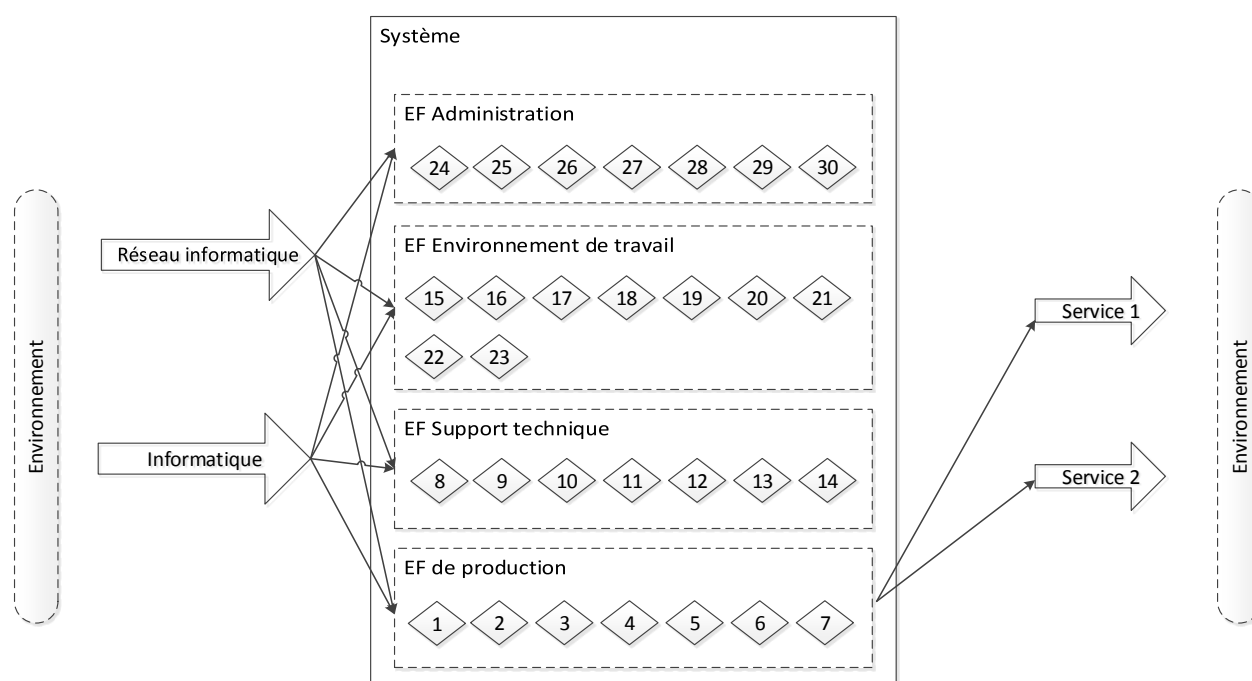 Système
EF Administration
24 25 26 27 28 29 30
Réseau informatique
EF Environnement de travail
15 16 17 18 19 20 21
22 23
Environnement
Informatique
EF Support technique
8 9 10 11 12 13 14
EF de production
1 2 3 4 5 6 7
Service 1
Service 2
Environnement